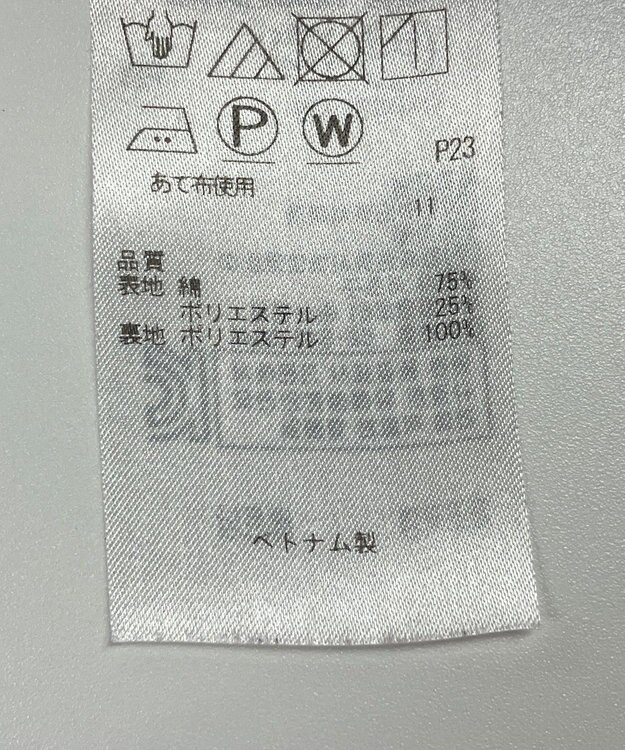 P W
P23
あて布使用
11
品質
表地 綿 75%
ポリエステル 25%
裏地 ポリエステル 100%
ベトナム製